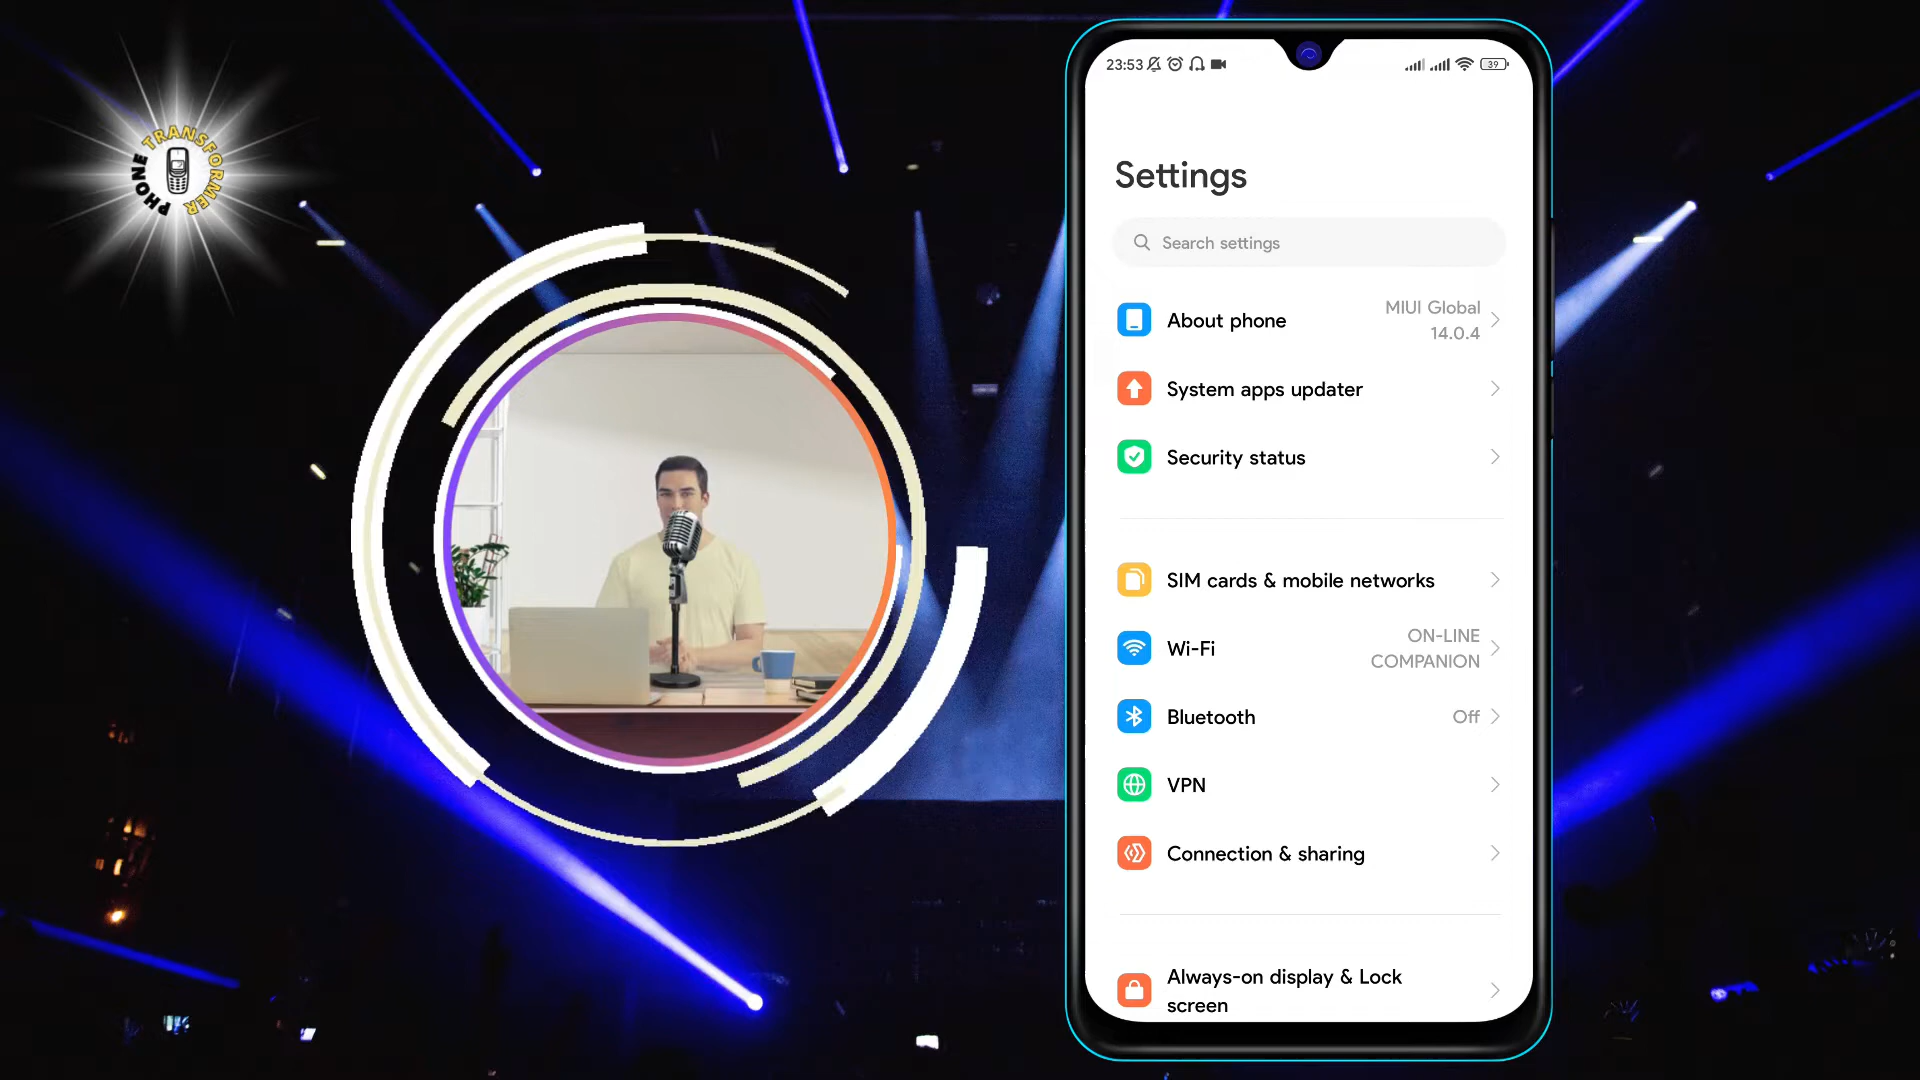 PHONE TRANSFORMER
23:53
39
Settings
Search settings
About phone
MIUI Global
14.0.4
System apps updater
Security status
SIM cards & mobile networks
Wi-Fi
ON-LINE
COMPANION
Bluetooth
Off
VPN
Connection & sharing
Always-on display & Lock
screen